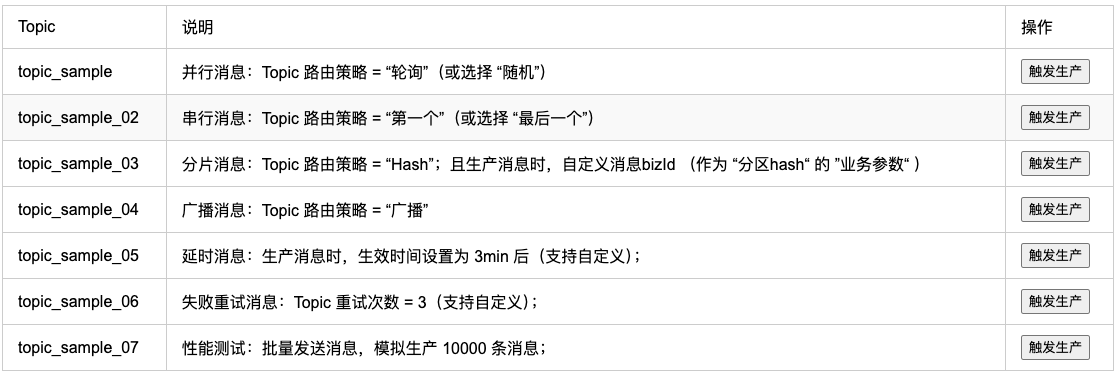 Topic 说明 操作
topic_sample 并行消息：Topic 路由策略 = “轮询”（或选择 “随机”） 触发生产
topic_sample_02 串行消息：Topic 路由策略 = “第一个”（或选择 “最后一个”） 触发生产
topic_sample_03 分片消息：Topic 路由策略 = “Hash”；且生产消息时，自定义消息bizId （作为 “分区hash“ 的 ”业务参数“ ） 触发生产
topic_sample_04 广播消息：Topic 路由策略 = “广播” 触发生产
topic_sample_05 延时消息：生产消息时，生效时间设置为 3min 后（支持自定义）； 触发生产
topic_sample_06 失败重试消息：Topic 重试次数 = 3（支持自定义）； 触发生产
topic_sample_07 性能测试：批量发送消息，模拟生产 10000 条消息； 触发生产